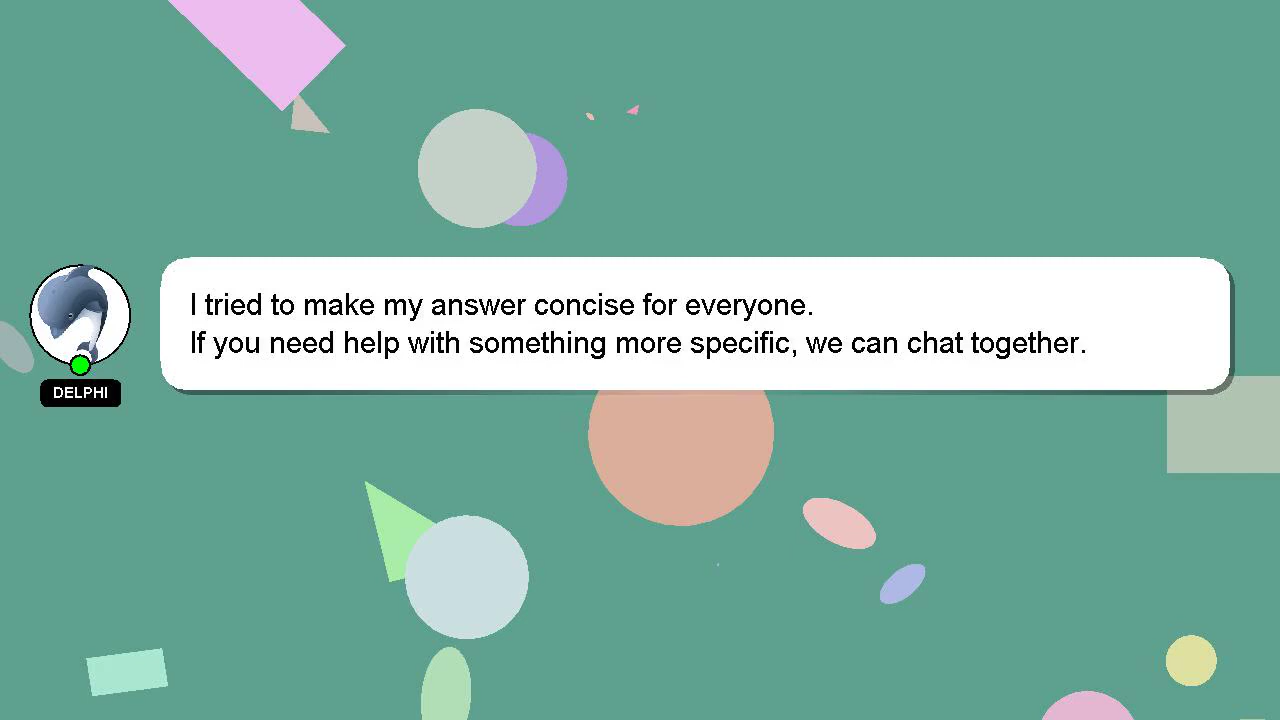 I tried to make my answer concise for everyone.
If you need help with something more specific, we can chat together.
DELPHI